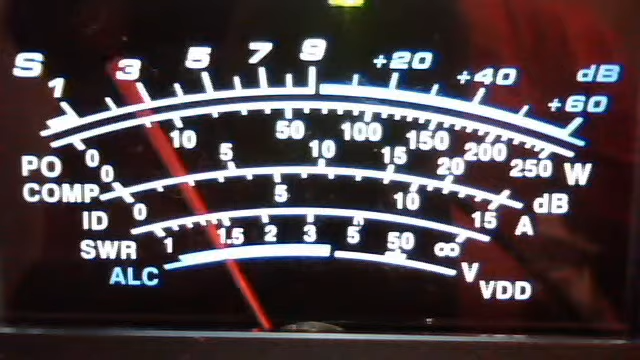 S 1 3 5 7 9 +20 +40 +60 dB
PO 0 10 50 100 150 200 250 W
COMP 0 5 10 15 20 dB
ID 0 5 10 15 A
SWR 1 1.5 2 3 5 50 ∞
ALC V VDD